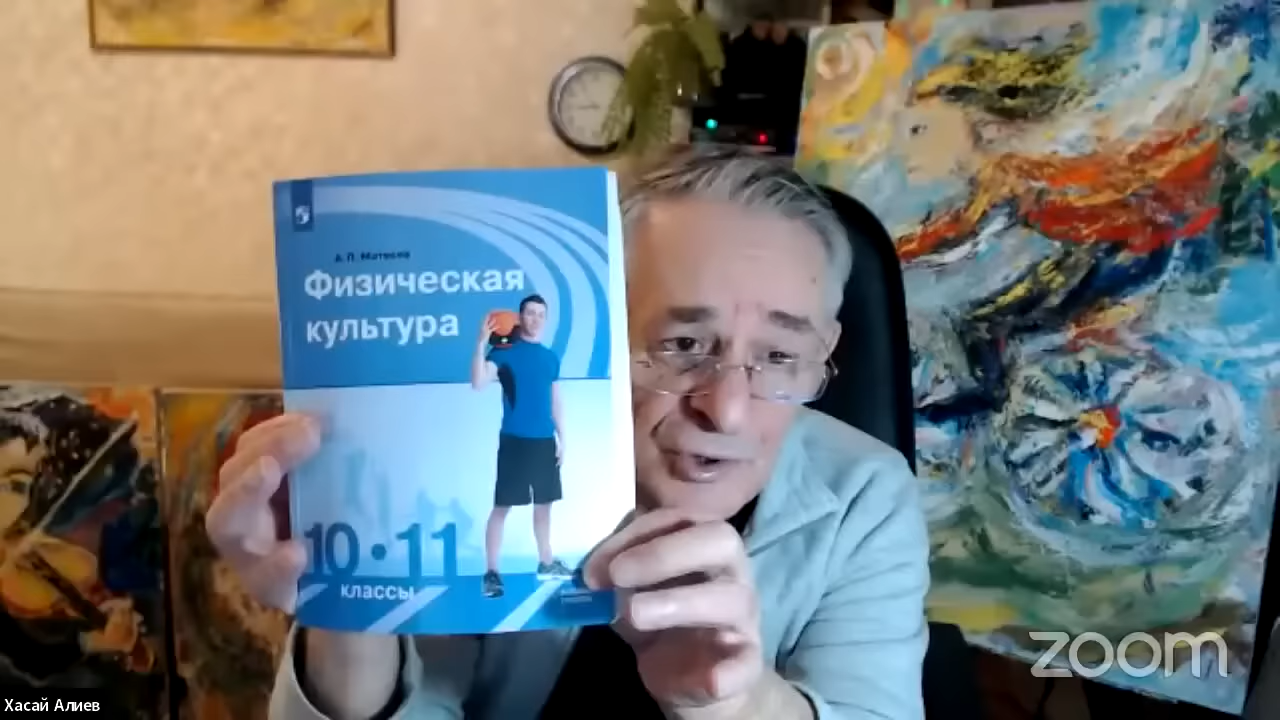 А. П. Матвеев
Физическая
культура
10 • 11
классы
zoom
Хасай Алиев